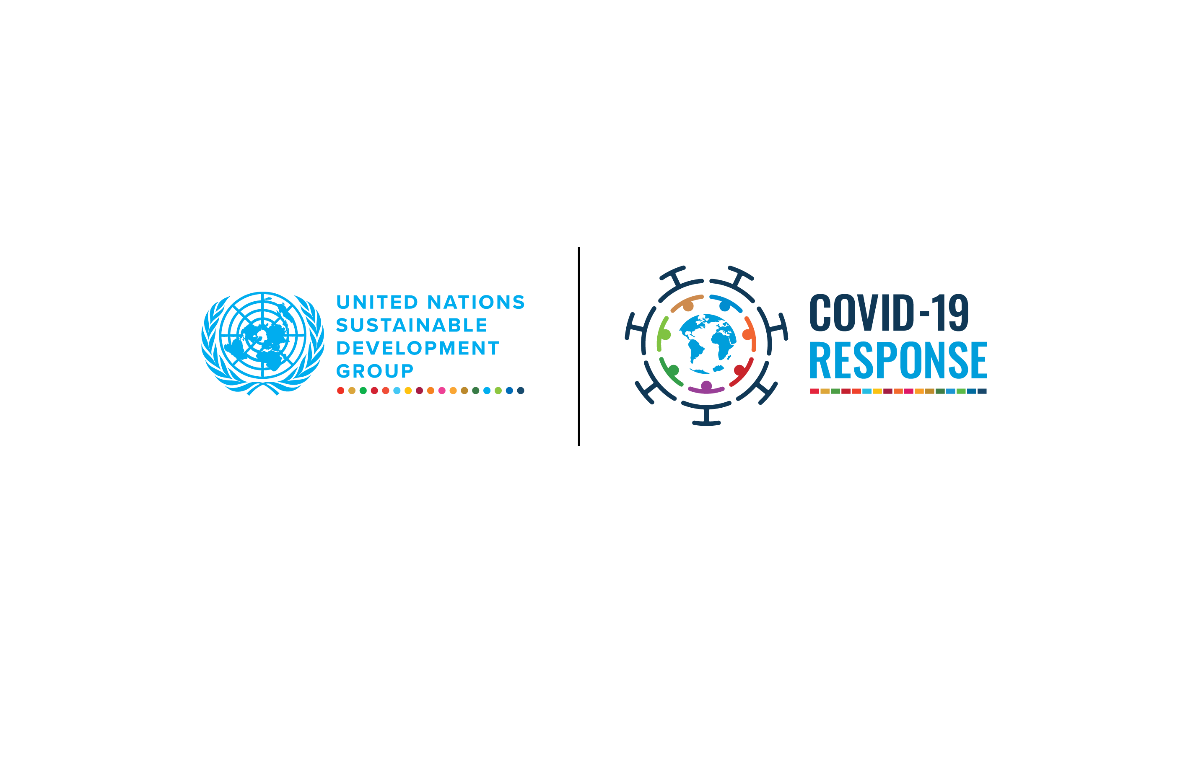 UNITED NATIONS
SUSTAINABLE
DEVELOPMENT
GROUP
COVID-19
RESPONSE